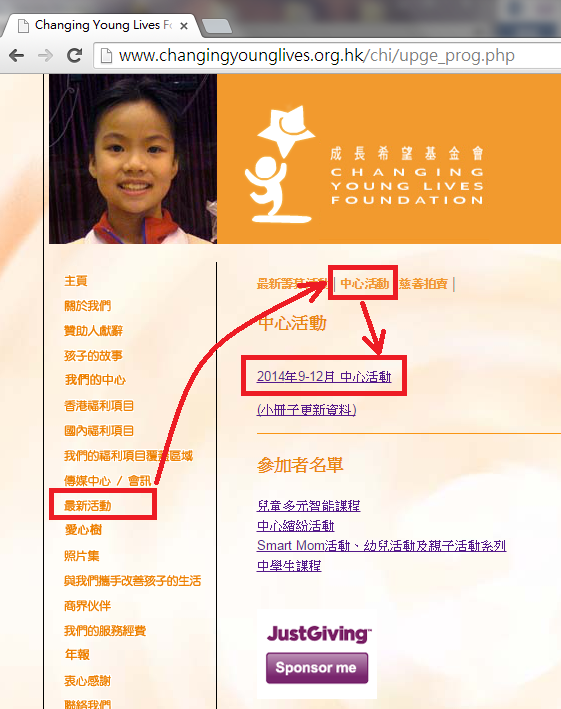 Changing Young Lives Fo
www.changingyounglives.org.hk/chi/upge_prog.php
成長希望基金會
CHANGING
YOUNG LIVES
FOUNDATION
主頁
關於我們
贊助人獻辭
孩子的故事
我們的中心
香港福利項目
國內福利項目
我們的福利項目覆蓋區域
傳媒中心 / 會訊
最新活動
愛心樹
照片集
與我們攜手改善孩子的生活
商界伙伴
我們的服務經費
年報
衷心感謝
聯絡我們
最新籌募活動 | 中心活動 | 慈善拍賣 |
中心活動
2014年9-12月 中心活動
(小冊子更新資料)
參加者名單
兒童多元智能課程
中心繽紛活動
Smart Mom活動、幼兒活動及親子活動系列
中學生課程
JustGiving™
Sponsor me